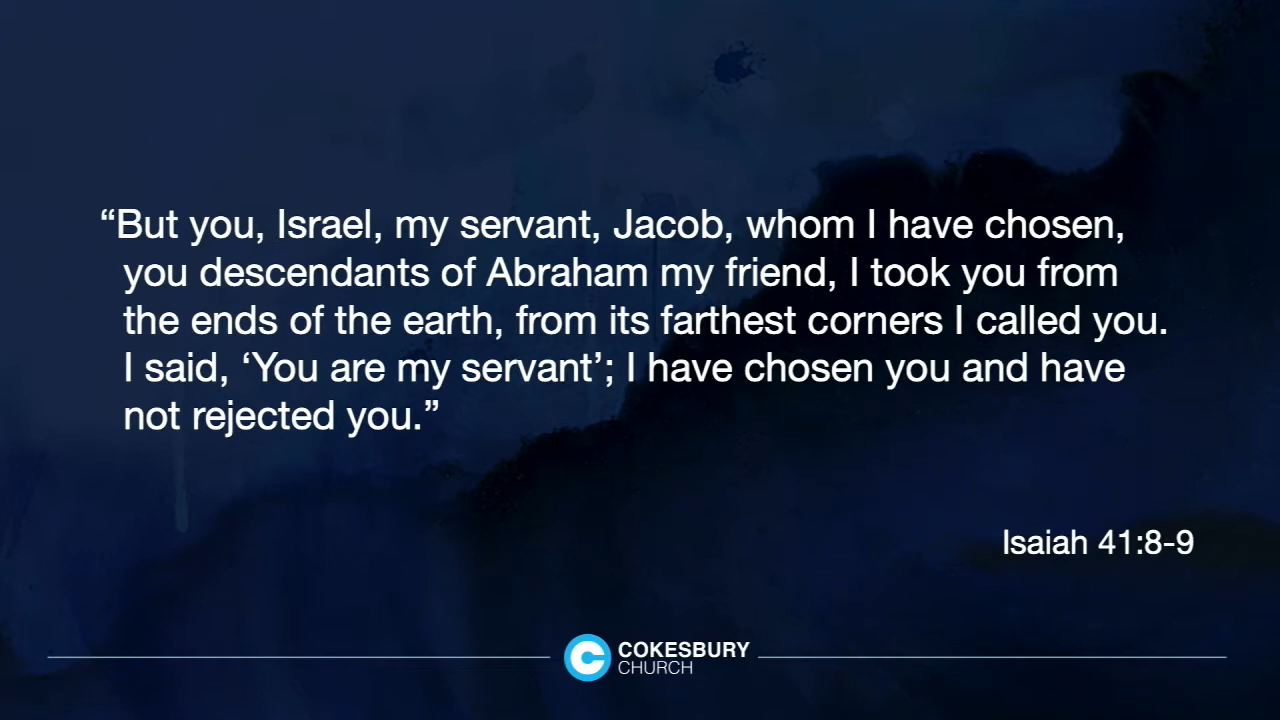 “But you, Israel, my servant, Jacob, whom I have chosen,
you descendants of Abraham my friend, I took you from
the ends of the earth, from its farthest corners I called you.
I said, ‘You are my servant’; I have chosen you and have
not rejected you.”
Isaiah 41:8-9
COKESBURY
CHURCH